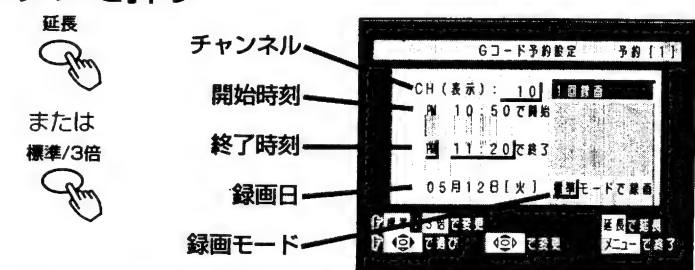 延長
または
標準/3倍
チャンネル
開始時刻
終了時刻
録画日
録画モード
Gコード予約設定 予約[1]
CH(表示): 10 1回録画
PM 10:50で開始
PM 11:20で終了
05月12日[火] 標準モードで録画
3倍で変更 延長で延長
で選び で変更 メニューで終了